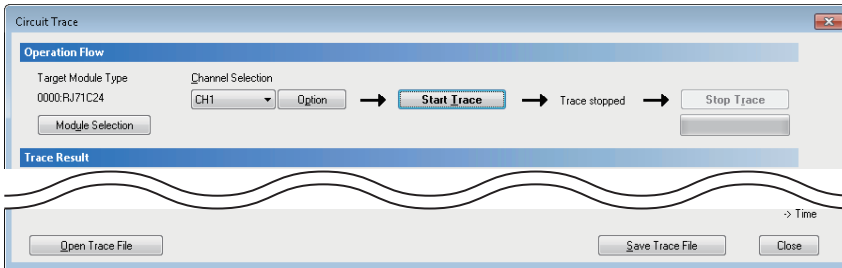 Circuit Trace
Operation Flow
Target Module Type
Channel Selection
0000:RJ71C24
CH1
Option
Start Trace
Trace stopped
Stop Trace
Module Selection
Trace Result
-> Time
Open Trace File
Save Trace File
Close